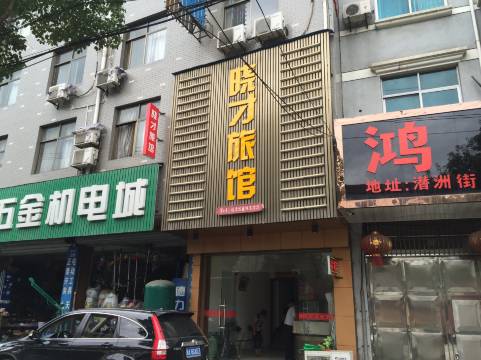 五金机电城
晓才旅馆
晓才旅馆
鸿
地址:潜洲街